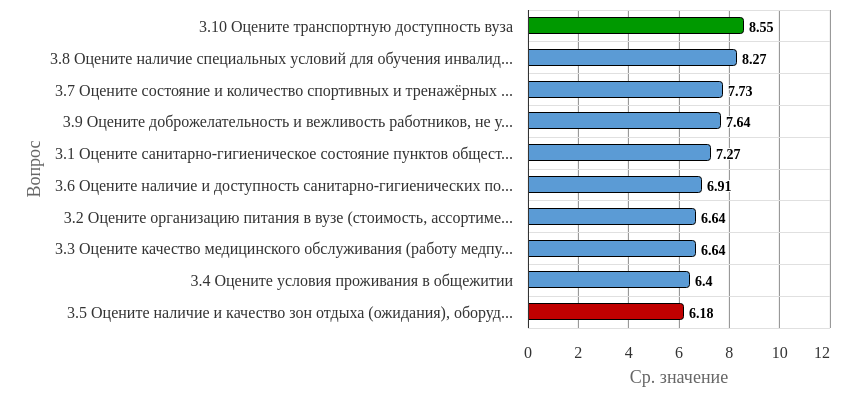 3.10 Оцените транспортную доступность вуза 8.55
3.8 Оцените наличие специальных условий для обучения инвалид... 8.27
3.7 Оцените состояние и количество спортивных и тренажёрных ... 7.73
3.9 Оцените доброжелательность и вежливость работников, не у... 7.64
3.1 Оцените санитарно-гигиеническое состояние пунктов общест... 7.27
3.6 Оцените наличие и доступность санитарно-гигиенических по... 6.91
3.2 Оцените организацию питания в вузе (стоимость, ассортиме... 6.64
3.3 Оцените качество медицинского обслуживания (работу медпу... 6.64
3.4 Оцените условия проживания в общежитии 6.4
3.5 Оцените наличие и качество зон отдыха (ожидания), оборуд... 6.18
Вопрос
0 2 4 6 8 10 12
Ср. значение